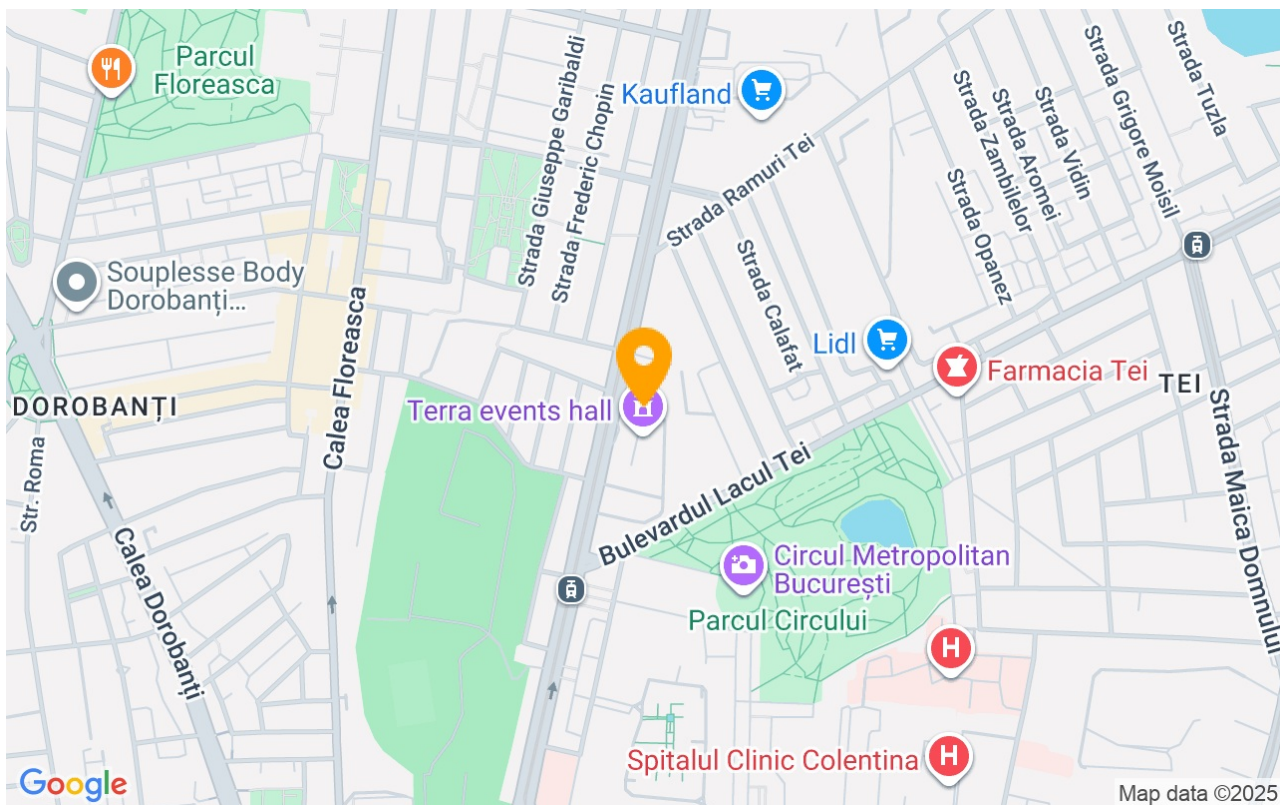 Parcul
Floreasca
Kaufland
Strada Giuseppe Garibaldi
Strada Frederic Chopin
Strada Ramuri Tei
Strada Zambilelor
Strada Aromei
Strada Vidin
Strada Grigore Moisil
Strada Tuzla
Strada Opanez
Souplesse Body
Dorobanți...
Strada Calafat
Lidl
Farmacia Tei
TEI
DOROBANȚI
Calea Floreasca
Terra events hall
Strada Maica Domnului
Str. Roma
Bulevardul Lacul Tei
Calea Dorobanți
Circul Metropolitan
București
Parcul Circului
H
Spitalul Clinic Colentina
H
Google
Map data ©2025